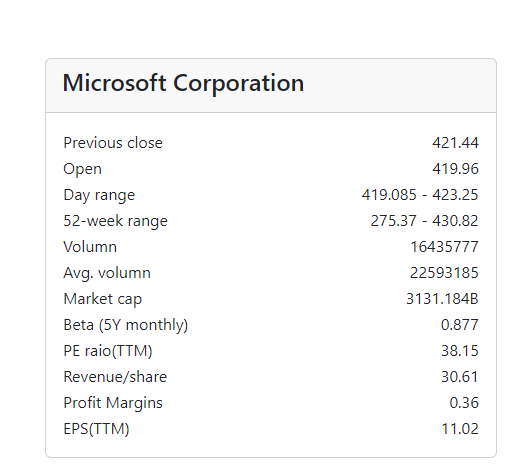 Microsoft Corporation
Previous close 421.44
Open 419.96
Day range 419.085 - 423.25
52-week range 275.37 - 430.82
Volumn 16435777
Avg. volumn 22593185
Market cap 3131.184B
Beta (5Y monthly) 0.877
PE raio(TTM) 38.15
Revenue/share 30.61
Profit Margins 0.36
EPS(TTM) 11.02